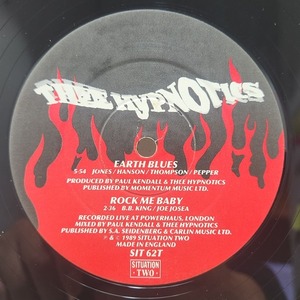 THEE HYPNOTICS
EARTH BLUES
5·54 JONES / HANSON / THOMPSON / PEPPER
PRODUCED BY PAUL KENDALL & THEE HYPNOTICS
PUBLISHED BY MOMENTUM MUSIC LTD.
ROCK ME BABY
2·36 B.B. KING / JOE JOSEA
RECORDED LIVE AT POWERHAUS, LONDON
MIXED BY PAUL KENDALL & THEE HYPNOTICS
PUBLISHED BY S.A. SEIDENBERG & CARLIN MUSIC LTD.
℗ & © 1989 SITUATION TWO
MADE IN ENGLAND
SIT 62T
SITUATION
TWO